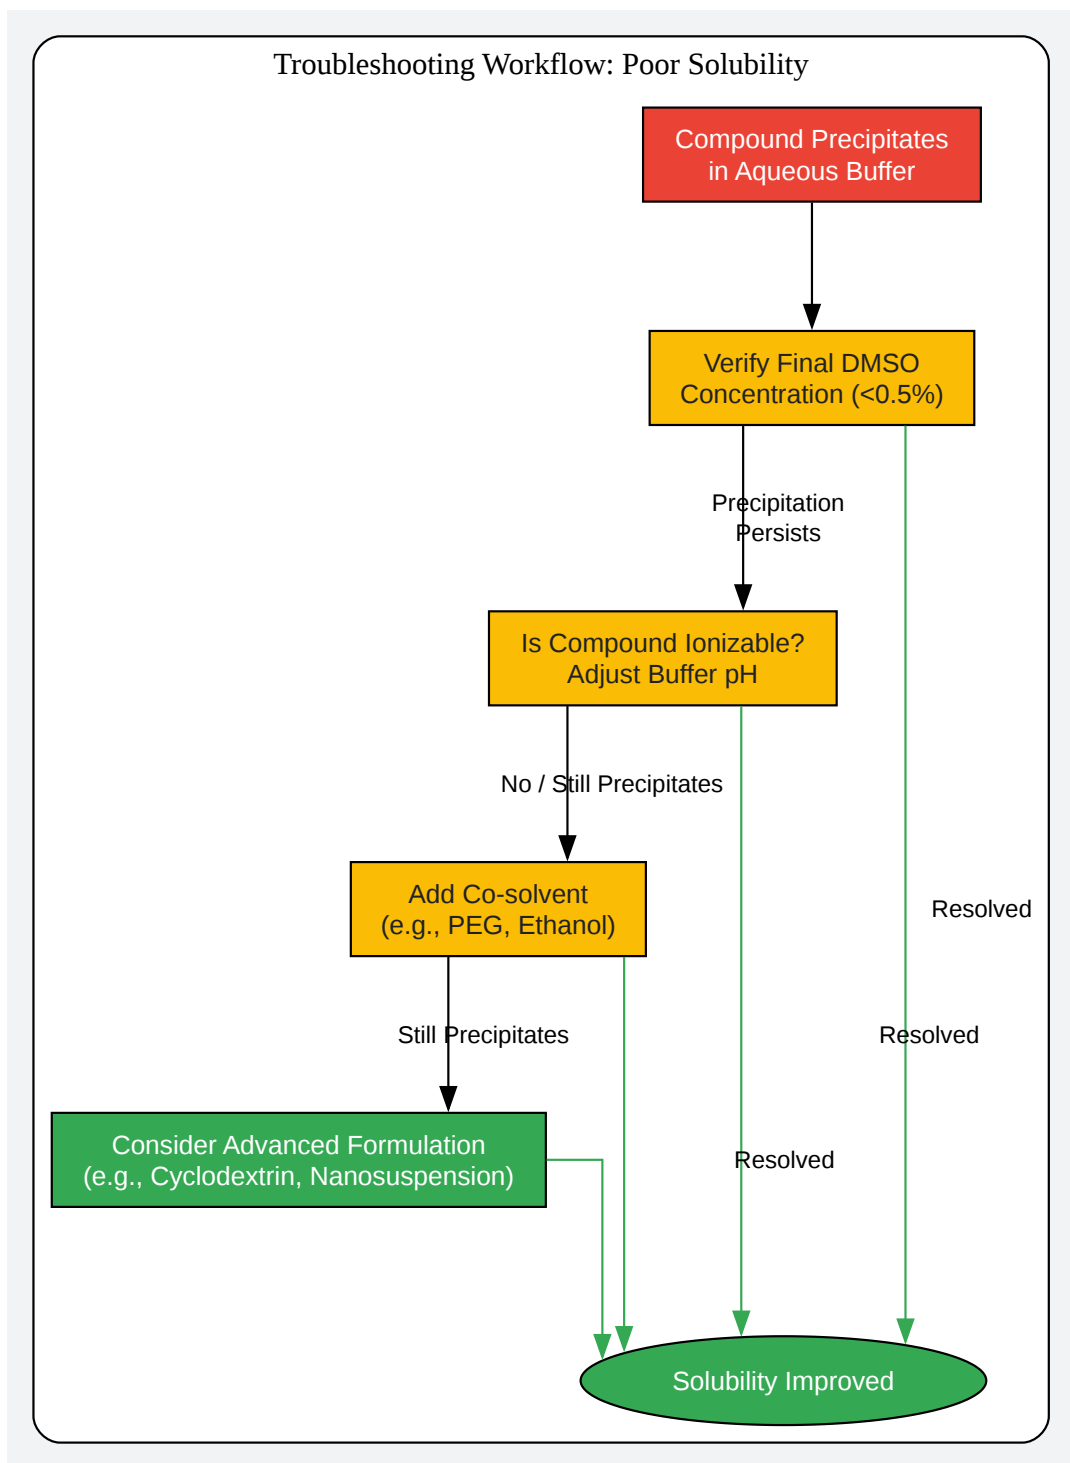 Troubleshooting Workflow: Poor Solubility
Compound Precipitates
in Aqueous Buffer
Verify Final DMSO
Concentration (<0.5%)
Precipitation
Persists
Is Compound Ionizable?
Adjust Buffer pH
No / Still Precipitates
Add Co-solvent
(e.g., PEG, Ethanol)
Resolved
Still Precipitates
Resolved
Consider Advanced Formulation
(e.g., Cyclodextrin, Nanosuspension)
Resolved
Solubility Improved